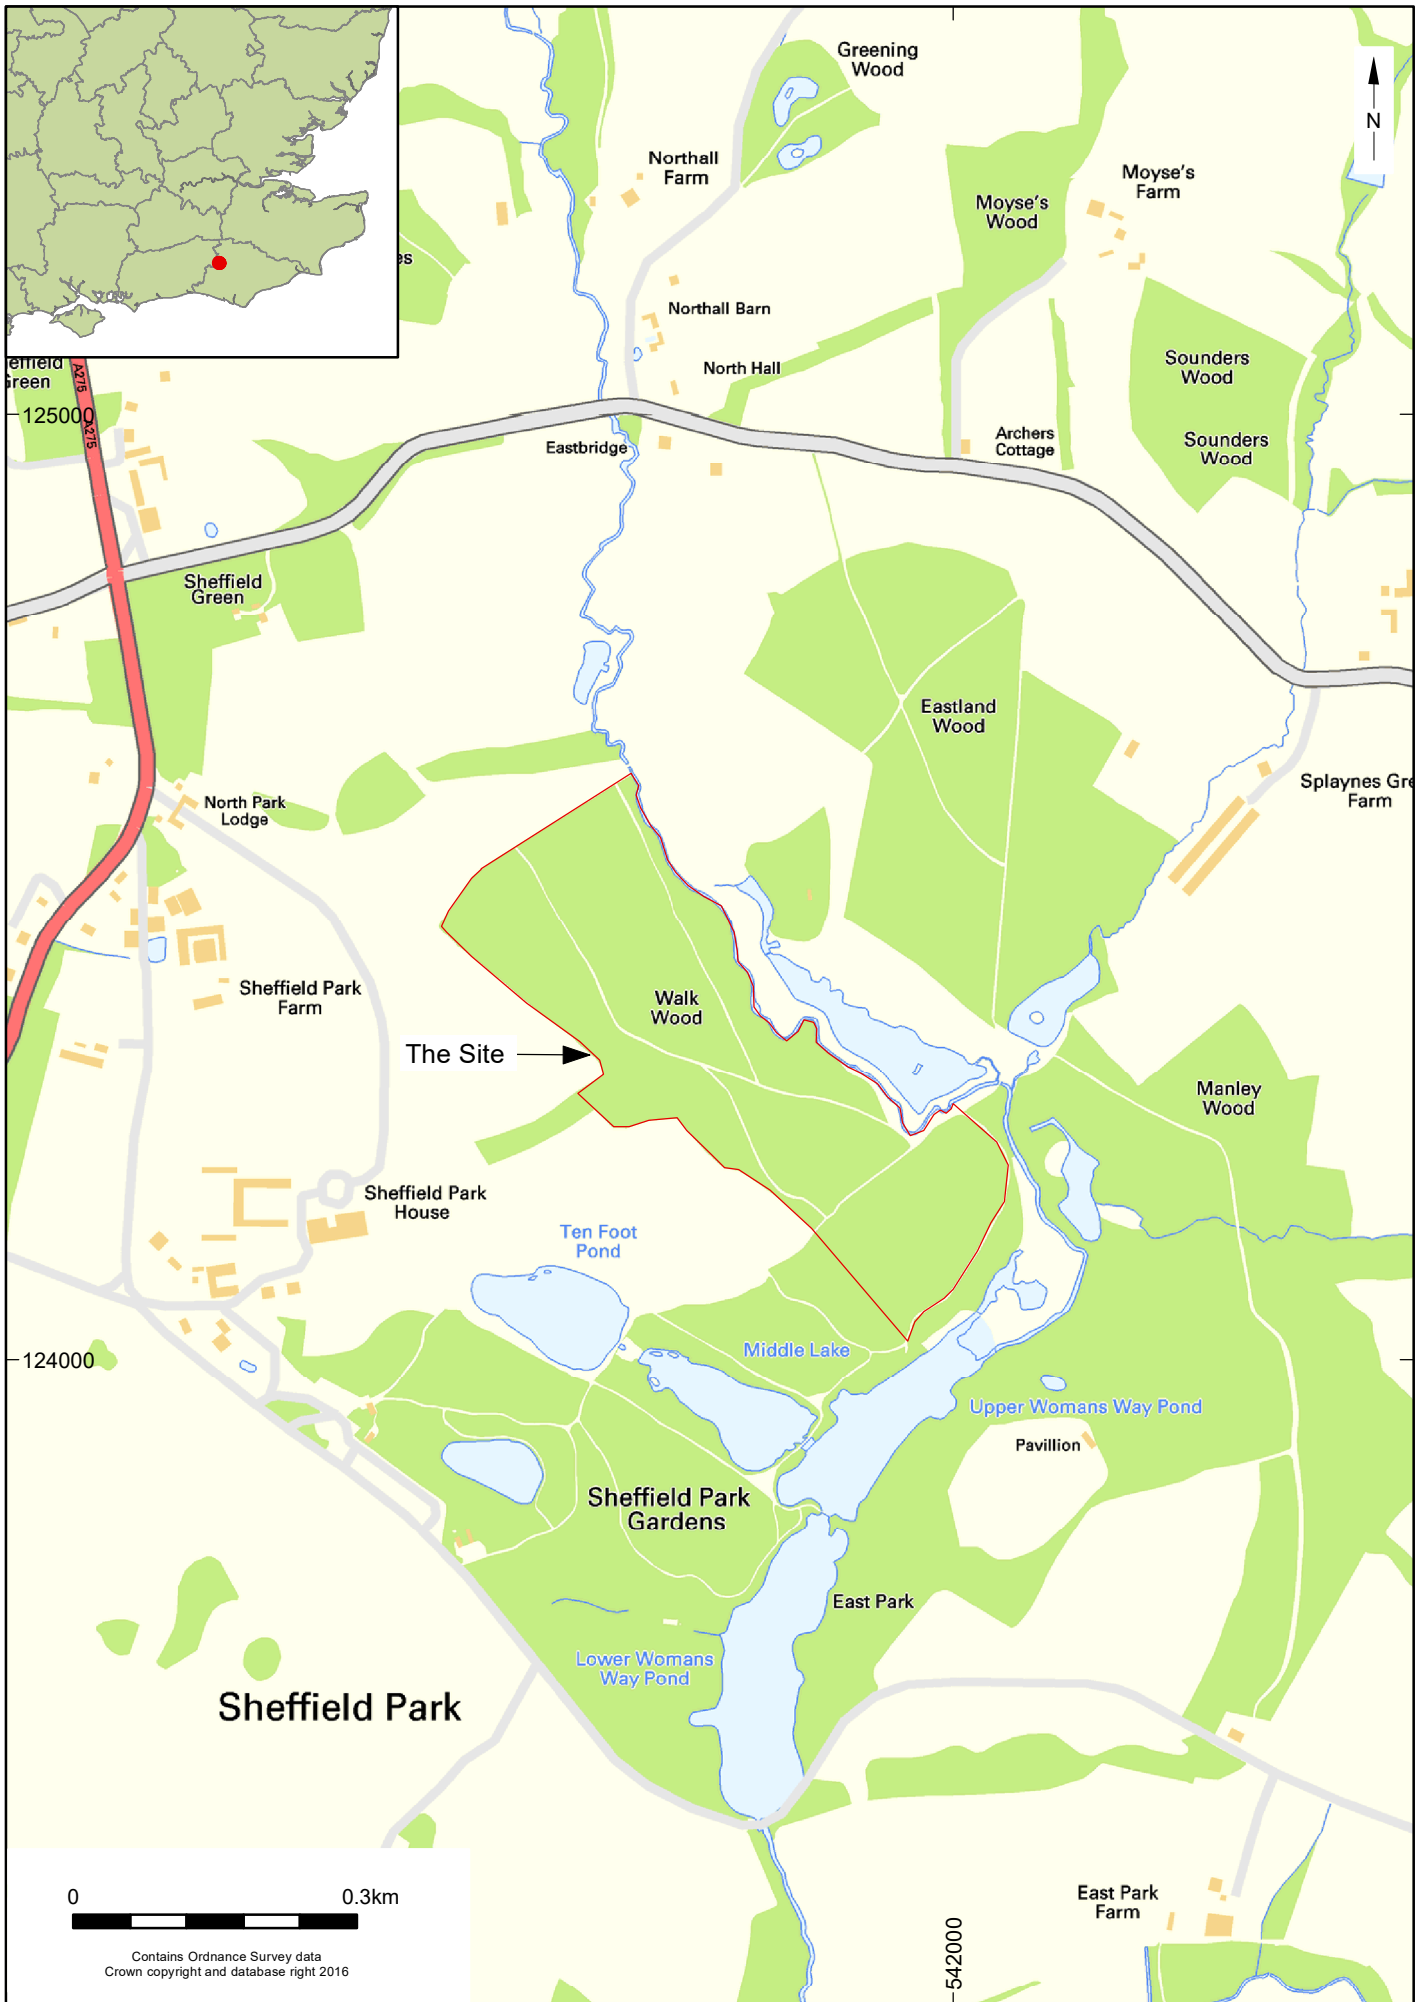 Greening
Wood
N
Northall
Farm
Moyse's
Farm
Moyse's
Wood
es
Northall Barn
North Hall
Sounders
Wood
effield
Green
A275
125000
A275
Eastbridge
Archers
Cottage
Sounders
Wood
Sheffield
Green
Eastland
Wood
North Park
Lodge
Splaynes Gre
Farm
Sheffield Park
Farm
Walk
Wood
The Site
Manley
Wood
Sheffield Park
House
Ten Foot
Pond
124000
Middle Lake
Upper Womans Way Pond
Pavillion
Sheffield Park
Gardens
East Park
Lower Womans
Way Pond
Sheffield Park
0
0.3km
East Park
Farm
Contains Ordnance Survey data
Crown copyright and database right 2016
542000